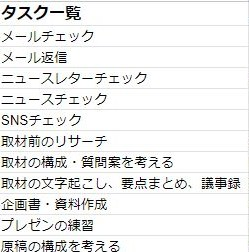 タスク一覧
メールチェック
メール返信
ニュースレターチェック
ニュースチェック
SNSチェック
取材前のリサーチ
取材の構成・質問案を考える
取材の文字起こし、要点まとめ、議事録
企画書・資料作成
プレゼンの練習
原稿の構成を考える